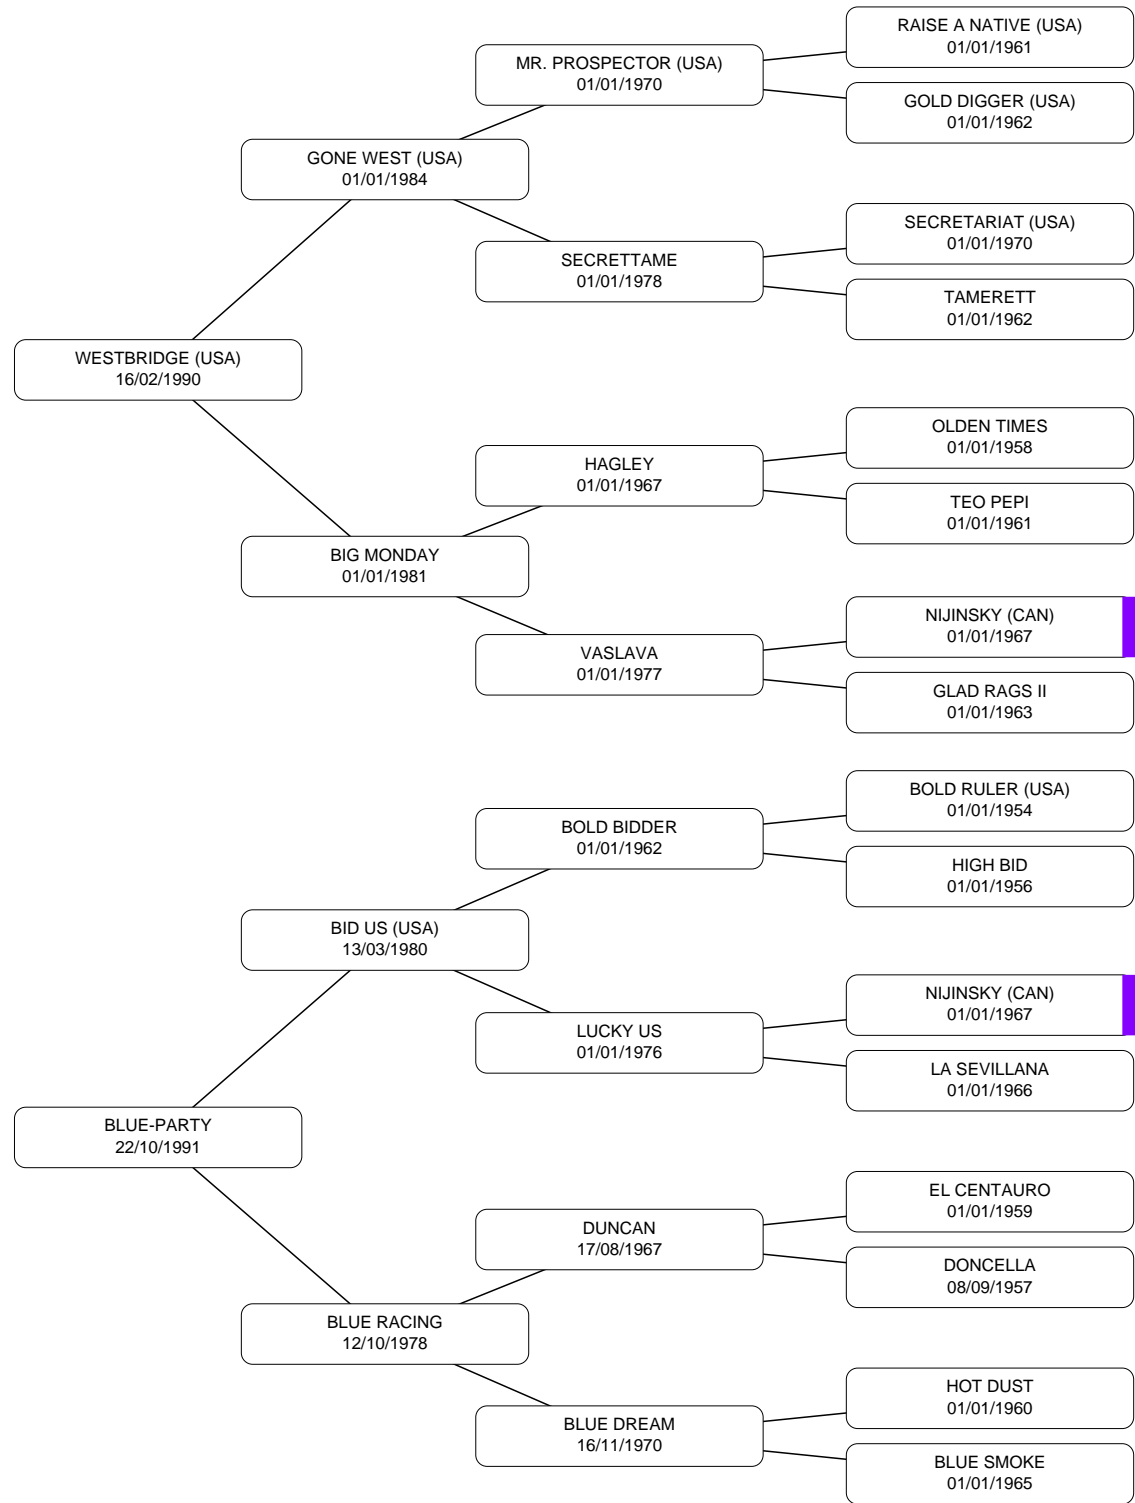 RAISE A NATIVE (USA)
01/01/1961
MR. PROSPECTOR (USA)
01/01/1970
GOLD DIGGER (USA)
01/01/1962
GONE WEST (USA)
01/01/1984
SECRETARIAT (USA)
01/01/1970
SECRETTAME
01/01/1978
TAMERETT
01/01/1962
WESTBRIDGE (USA)
16/02/1990
OLDEN TIMES
01/01/1958
HAGLEY
01/01/1967
TEO PEPI
01/01/1961
BIG MONDAY
01/01/1981
NIJINSKY (CAN)
01/01/1967
VASLAVA
01/01/1977
GLAD RAGS II
01/01/1963
BOLD RULER (USA)
01/01/1954
BOLD BIDDER
01/01/1962
HIGH BID
01/01/1956
BID US (USA)
13/03/1980
NIJINSKY (CAN)
01/01/1967
LUCKY US
01/01/1976
LA SEVILLANA
01/01/1966
BLUE-PARTY
22/10/1991
EL CENTAURO
01/01/1959
DUNCAN
17/08/1967
DONCELLA
08/09/1957
BLUE RACING
12/10/1978
HOT DUST
01/01/1960
BLUE DREAM
16/11/1970
BLUE SMOKE
01/01/1965